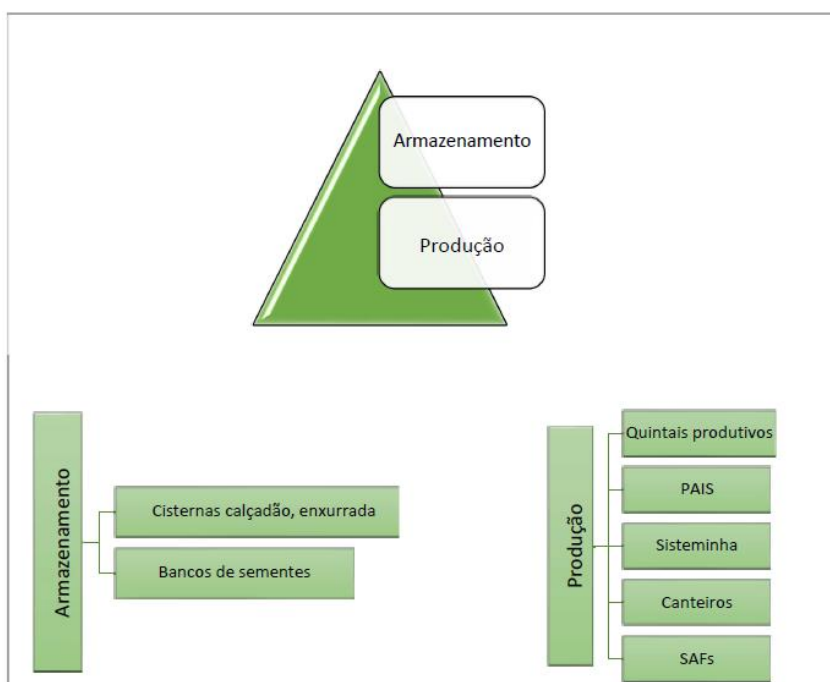 Armazenamento
Produção
Armazenamento
Cisternas calçadão, enxurrada
Bancos de sementes
Produção
Quintais produtivos
PAIS
Sisteminha
Canteiros
SAFs